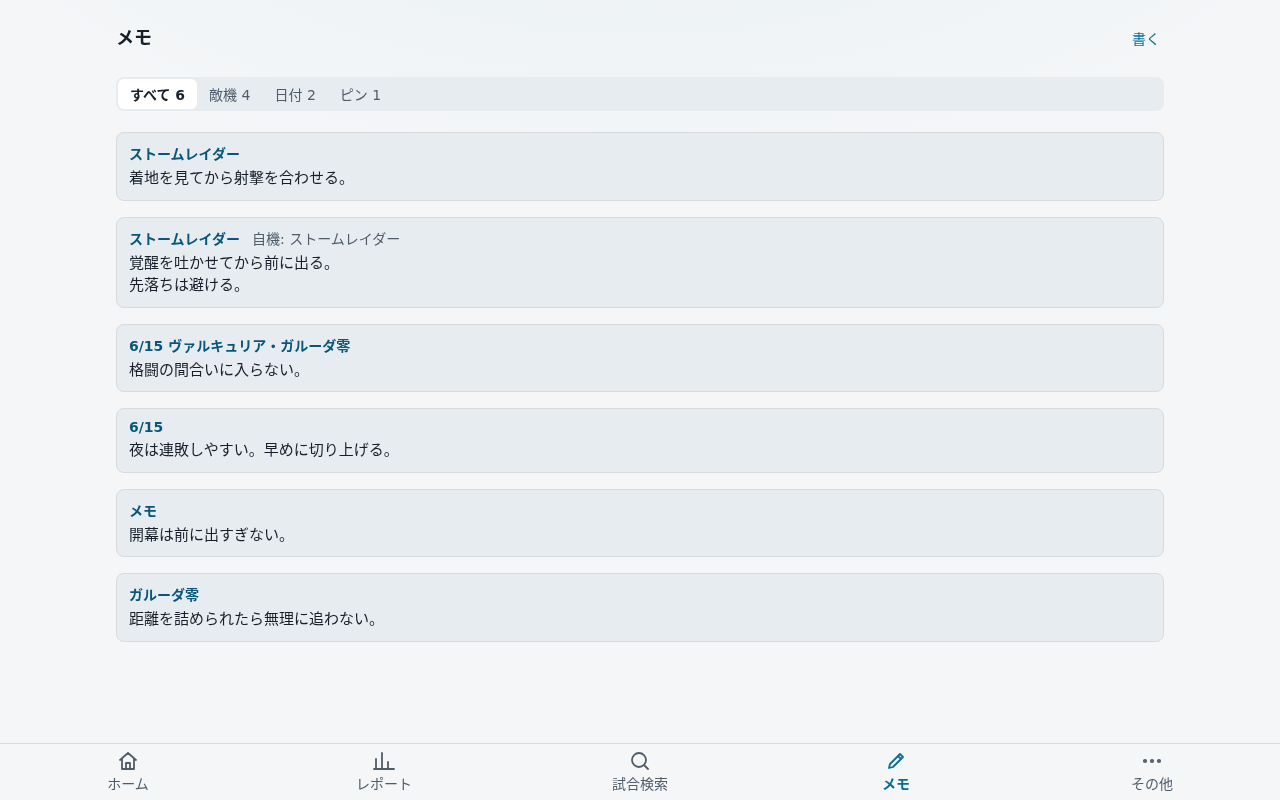 メモ
書く
すべて 6
敵機 4
日付 2
ピン 1
ストームレイダー
着地を見てから射撃を合わせる。
ストームレイダー 自機: ストームレイダー
覚醒を吐かせてから前に出る。
先落ちは避ける。
6/15 ヴァルキュリア・ガルーダ零
格闘の間合いに入らない。
6/15
夜は連敗しやすい。早めに切り上げる。
メモ
開幕は前に出すぎない。
ガルーダ零
距離を詰められたら無理に追わない。
ホーム
レポート
試合検索
メモ
その他